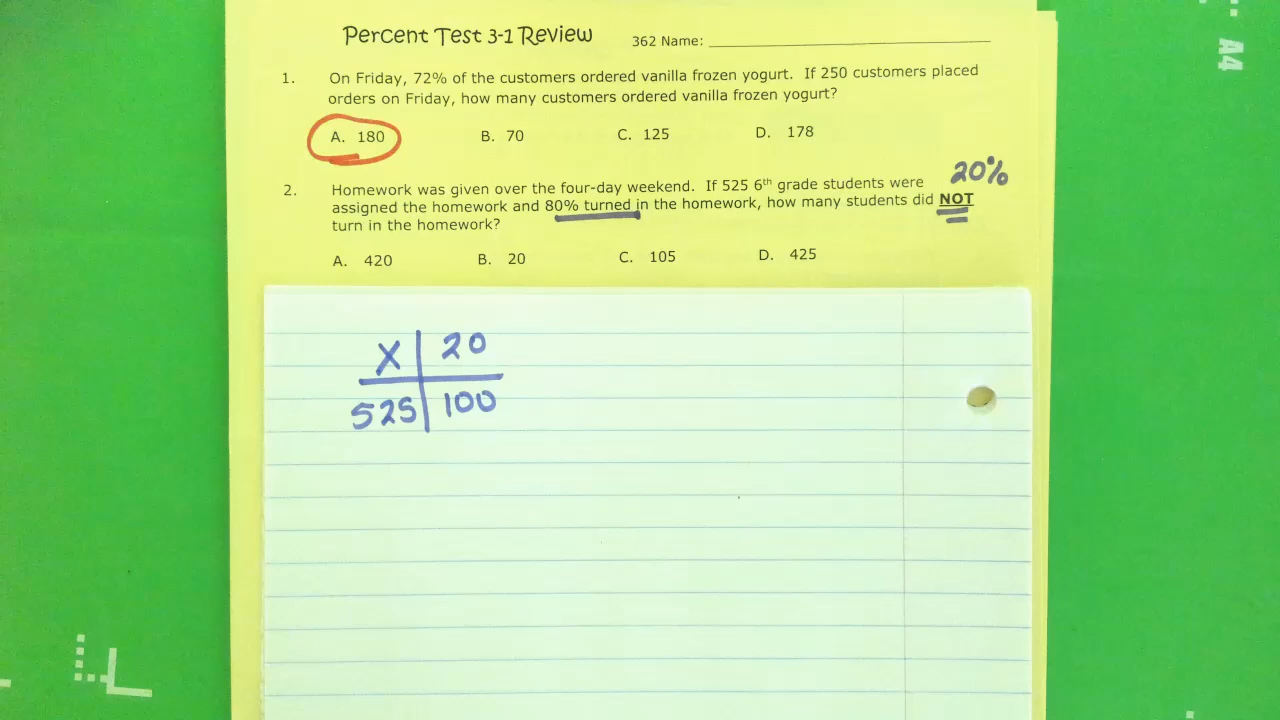 Percent Test 3-1 Review 362 Name:
1. On Friday, 72% of the customers ordered vanilla frozen yogurt. If 250 customers placed
orders on Friday, how many customers ordered vanilla frozen yogurt?
A. 180 B. 70 C. 125 D. 178
20%
2. Homework was given over the four-day weekend. If 525 6th grade students were
assigned the homework and 80% turned in the homework, how many students did NOT
turn in the homework?
A. 420 B. 20 C. 105 D. 425
X 20
525 100
A4